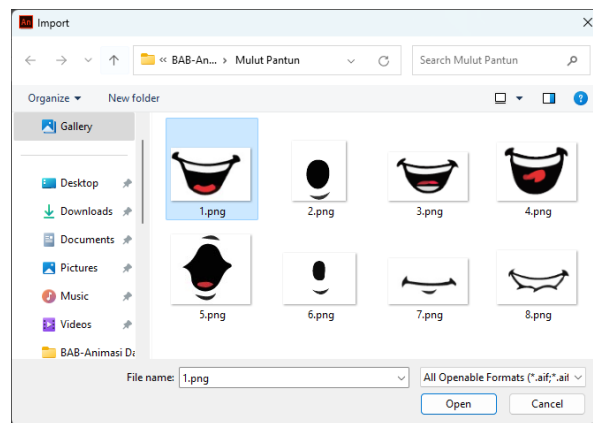 An Import
« BAB-An... › Mulut Pantun
Search Mulut Pantun
Organize
New folder
?
Gallery
Desktop
Downloads
Documents
Pictures
Music
Videos
BAB-Animasi Da
1.png
2.png
3.png
4.png
5.png
6.png
7.png
8.png
File name: 1.png
All Openable Formats (*.aif;*.aif
Open
Cancel